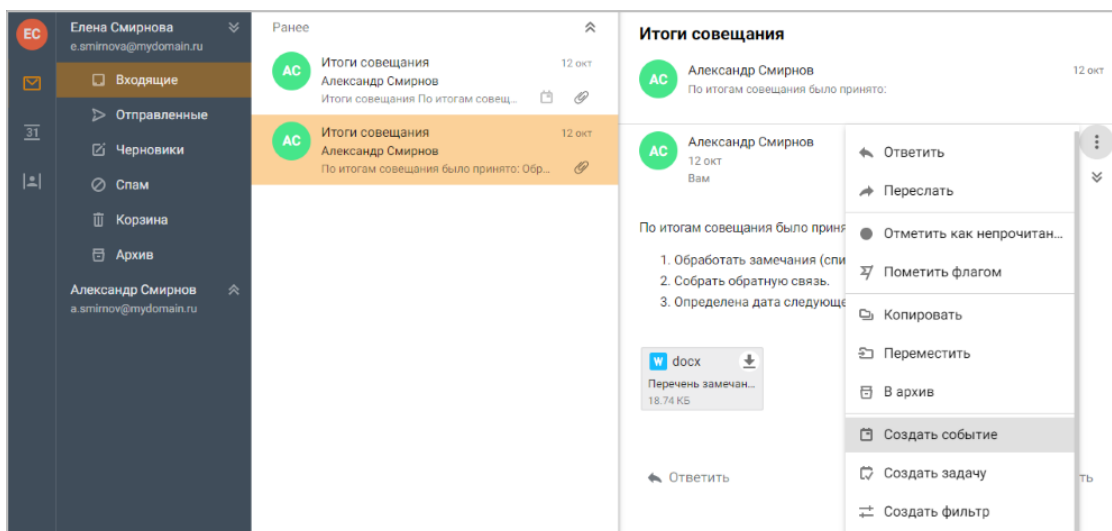 EC
Елена Смирнова
e.smirnova@mydomain.ru
Входящие
31
Отправленные
Черновики
Спам
Корзина
Архив
Александр Смирнов
a.smirnov@mydomain.ru
Ранее
АС
Итоги совещания
12 окт
Александр Смирнов
Итоги совещания По итогам совещ...
АС
Итоги совещания
12 окт
Александр Смирнов
По итогам совещания было принято: Обр...
Итоги совещания
АС
Александр Смирнов
12 окт
По итогам совещания было принято:
АС
Александр Смирнов
12 окт
Вам
По итогам совещания было приня
1. Обработать замечания (спи
2. Собрать обратную связь.
3. Определена дата следующе
W docx
Перечень замечан...
18.74 КБ
Ответить
ть
Ответить
Переслать
Отметить как непрочитан...
Пометить флагом
Копировать
Переместить
В архив
Создать событие
Создать задачу
Создать фильтр